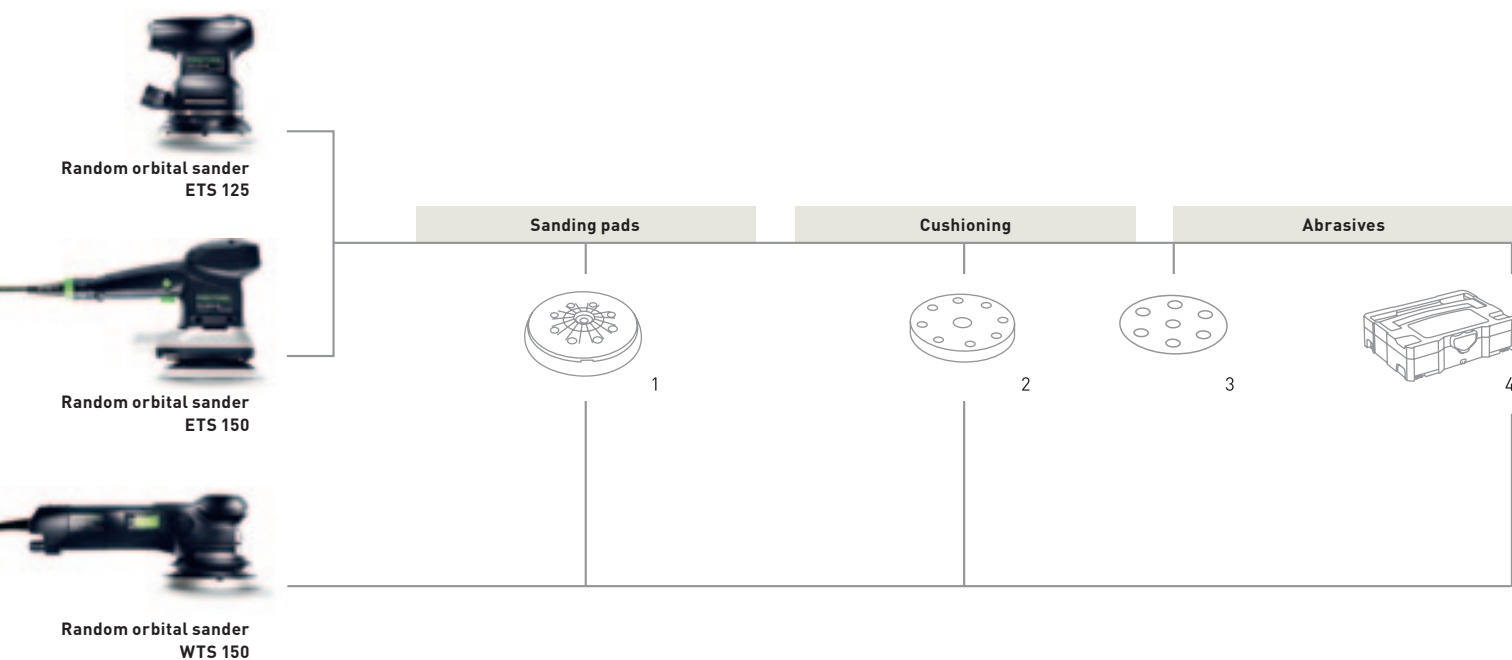 Random orbital sander
ETS 125
Sanding pads
Cushioning
Abrasives
1
2
3
4
Random orbital sander
ETS 150
Random orbital sander
WTS 150